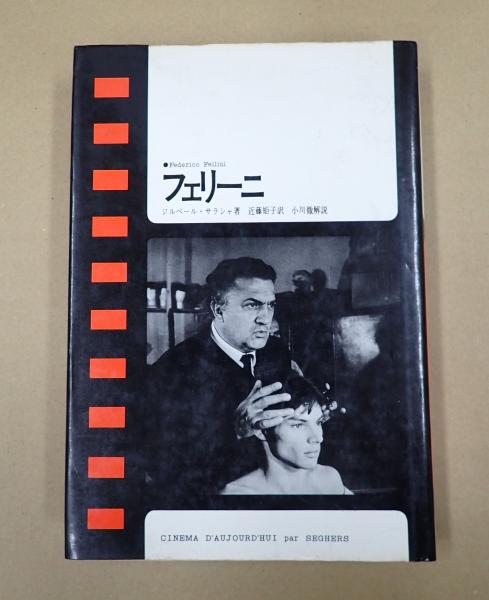 ●Federico Fellini
フェリーニ
ジルベール・サラシャ著 近藤矩子訳 小川徹解説
CINEMA D'AUJOURD'HUI par SEGHERS